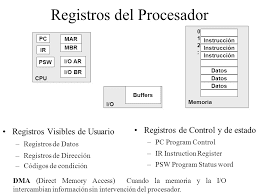 Registros del Procesador
PC
MAR
IR
MBR
PSW
I/O AR
I/O BR
CPU
Buffers
I/O
0
1
2
Instrucción
Instrucción
Instrucción
Datos
Datos
Datos
Memoria
• Registros Visibles de Usuario
– Registros de Datos
– Registros de Dirección
– Códigos de condición
• Registros de Control y de estado
– PC Program Control
– IR Instruction Register
– PSW Program Status word
DMA (Direct Memory Access) Cuando la memoria y la I/O
intercambian información sin intervención del procesador.